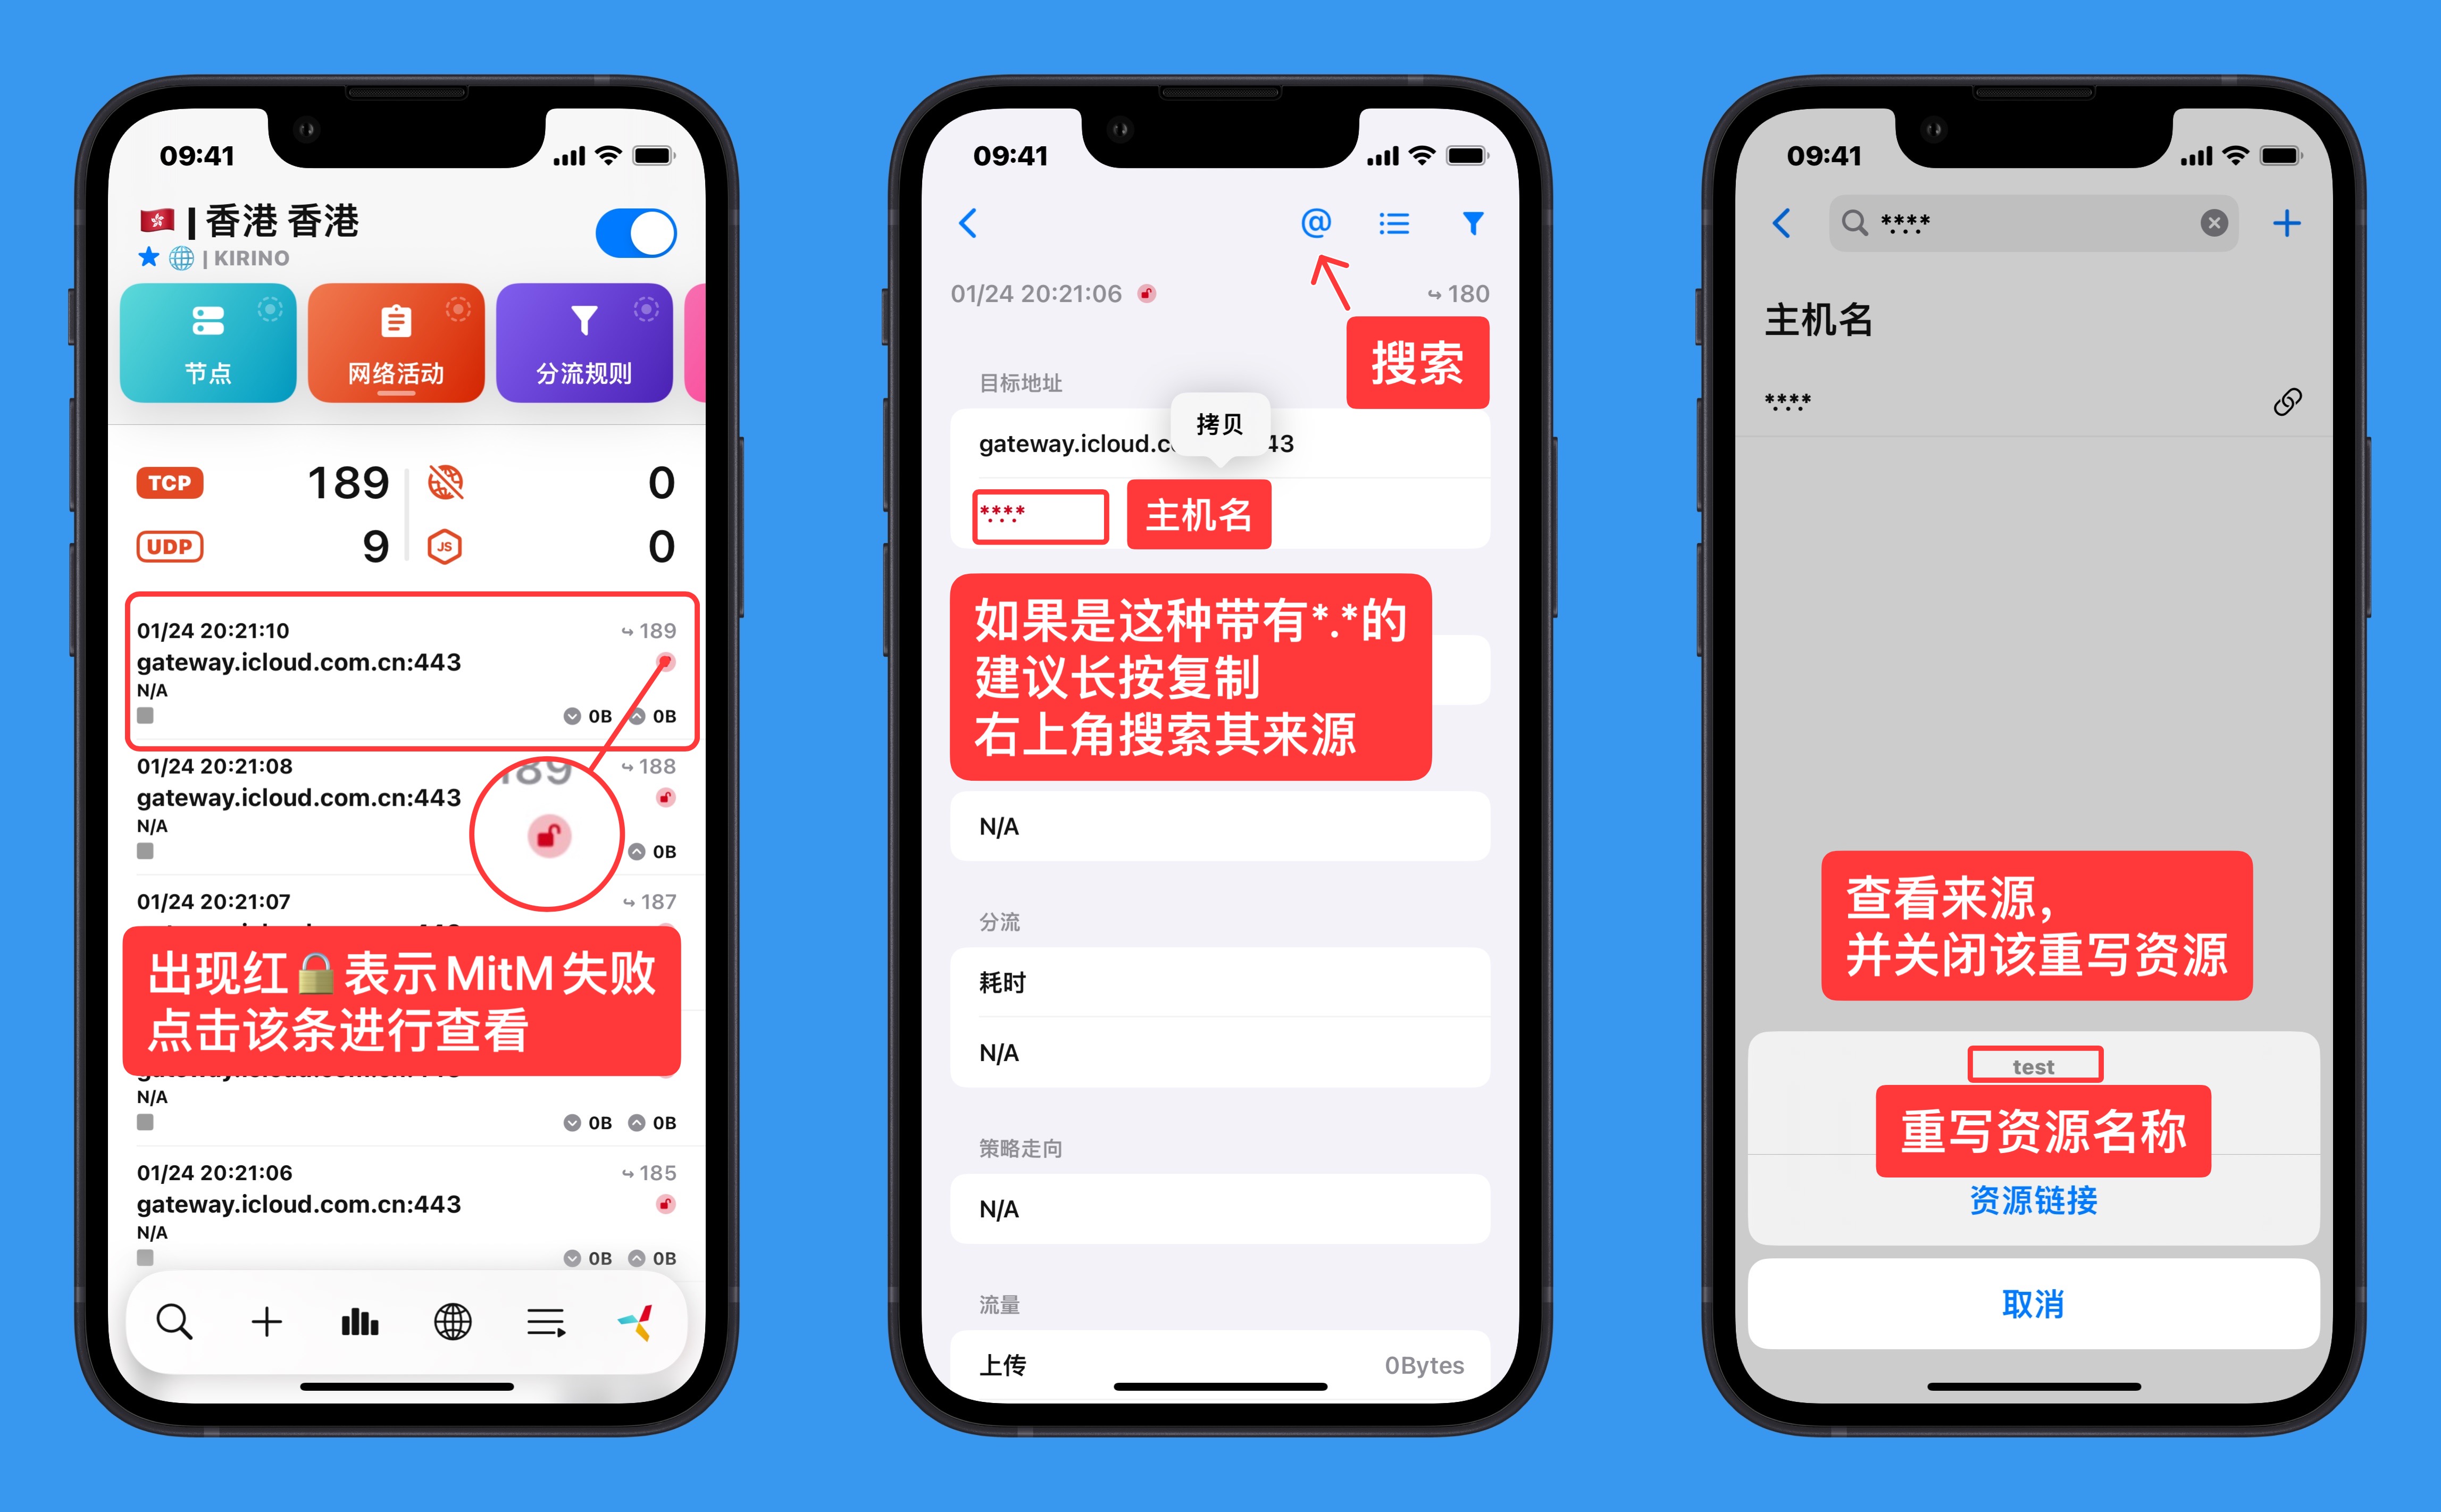 09:41
🇭🇰 | 香港 香港
| KIRINO
节点
网络活动
分流规则
TCP
189
0
UDP
9
JS
0
01/24 20:21:10
189
gateway.icloud.com.cn:443
N/A
0B
0B
01/24 20:21:08
188
gateway.icloud.com.cn:443
N/A
0B
189
01/24 20:21:07
187
出现红🔒表示MitM失败
点击该条进行查看
N/A
0B
0B
01/24 20:21:06
185
gateway.icloud.com.cn:443
N/A
0B
0B
09:41
@
01/24 20:21:06
180
搜索
目标地址
拷贝
gateway.icloud.c
43
*.*.*.*
主机名
如果是这种带有*.*的
建议长按复制
右上角搜索其来源
N/A
分流
耗时
N/A
策略走向
N/A
流量
上传
0Bytes
09:41
*.*.*.*
主机名
*.*.*.*
查看来源，
并关闭该重写资源
test
重写资源名称
资源链接
取消